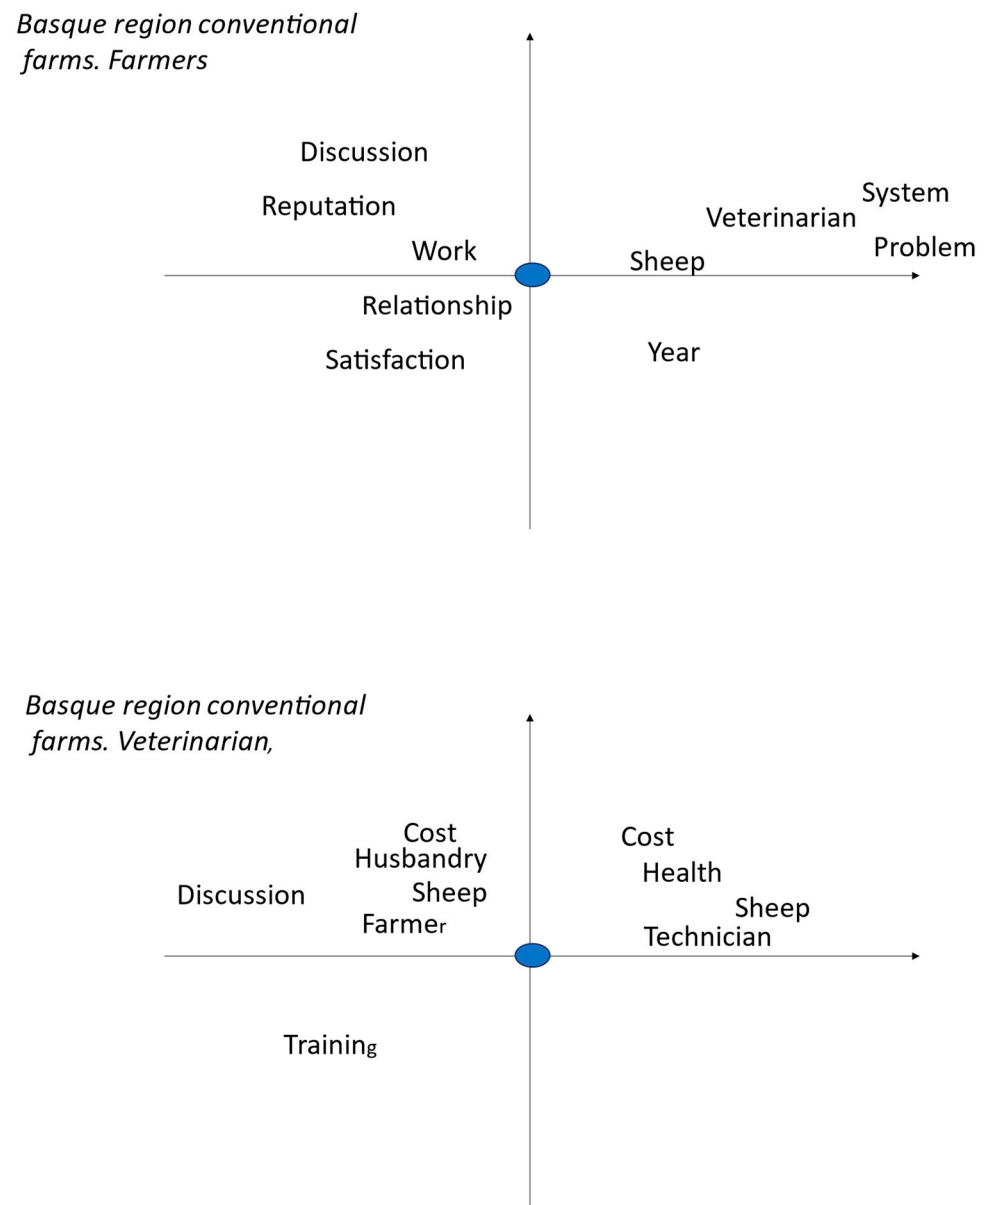 Basque region conventional
farms. Farmers
Discussion
System
Reputation
Veterinarian
Work
Problem
Sheep
Relationship
Satisfaction
Year
Basque region conventional
farms. Veterinarian,
Cost
Cost
Husbandry
Health
Discussion
Sheep
Sheep
Farmer
Technician
Training